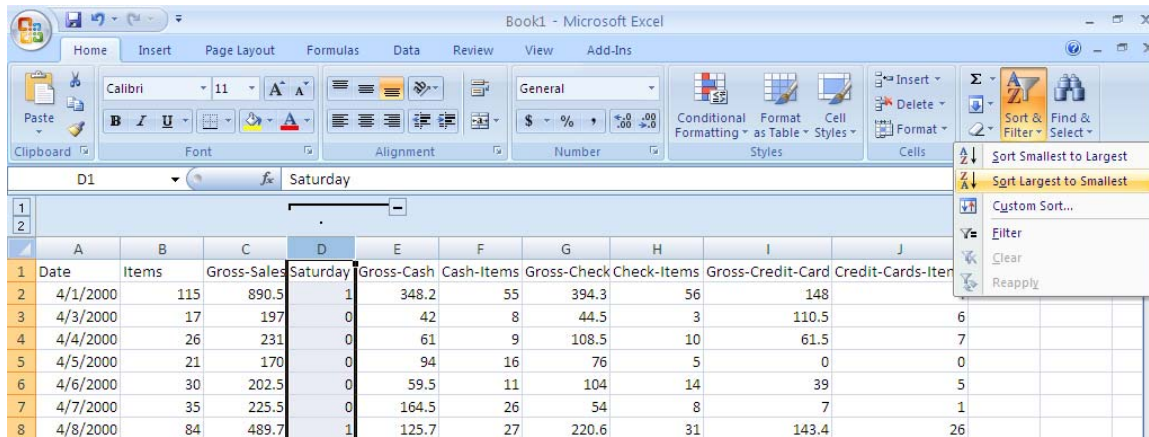 Book1 - Microsoft Excel
Home Insert Page Layout Formulas Data Review View Add-Ins
Calibri 11 A A General Insert Σ
Paste Delete
B I U A $ % , .0 .00 .00 .0 Conditional Formatting Format as Table Cell Styles Format Sort & Filter Find & Select
Clipboard Font Alignment Number Styles Cells
Sort Smallest to Largest
Sort Largest to Smallest
Custom Sort...
Filter
Clear
Reapply
D1 fx Saturday
1
2
A B C D E F G H I J
1 Date Items Gross-Sales Saturday Gross-Cash Cash-Items Gross-Check Check-Items Gross-Credit-Card Credit-Cards-Item
2 4/1/2000 115 890.5 1 348.2 55 394.3 56 148
3 4/3/2000 17 197 0 42 8 44.5 3 110.5 6
4 4/4/2000 26 231 0 61 9 108.5 10 61.5 7
5 4/5/2000 21 170 0 94 16 76 5 0 0
6 4/6/2000 30 202.5 0 59.5 11 104 14 39 5
7 4/7/2000 35 225.5 0 164.5 26 54 8 7 1
8 4/8/2000 84 489.7 1 125.7 27 220.6 31 143.4 26